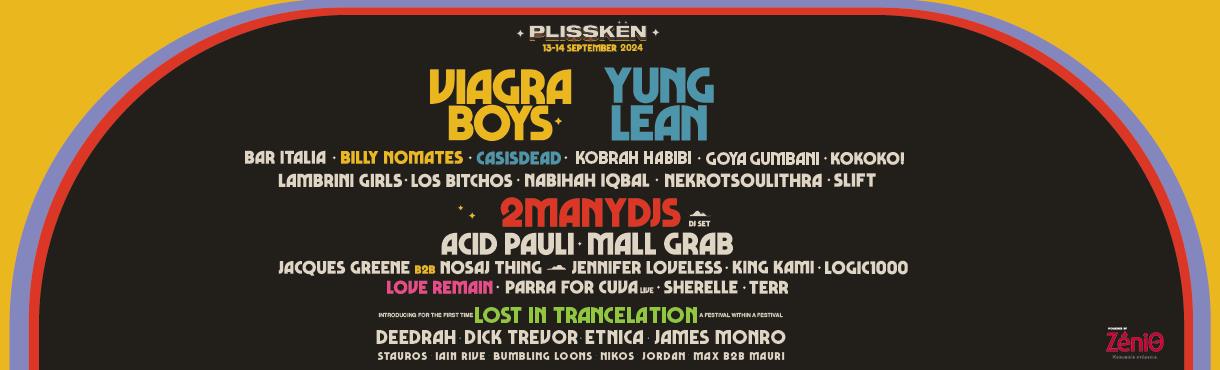 PLISSKËN
13-14 SEPTEMBER 2024
VIAGRA BOYS
YUNG LEAN
BAR ITALIA · BILLY NOMATES · CASISDEAD · KOBRAH HABIBI · GOYA GUMBANI · KOKOKO!
LAMBRINI GIRLS · LOS BITCHOS · NABIHAH IQBAL · NEKROTSOULITHRA · SLIFT
2MANYDJS DJ SET
ACID PAULI · MALL GRAB
JACQUES GREENE B2B NOSAJ THING JENNIFER LOVELESS · KING KAMI · LOGIC1000
LOVE REMAIN · PARRA FOR CUVA LIVE · SHERELLE · TERR
INTRODUCING FOR THE FIRST TIME LOST IN TRANCELATION A FESTIVAL WITHIN A FESTIVAL
DEEDRAH · DICK TREVOR · ETNICA · JAMES MONRO
STAUROS · IAIN RIVE · BUMBLING LOONS · NIKOS · JORDAN · MAX B2B MAURI
POWERED BY
ZéniΘ